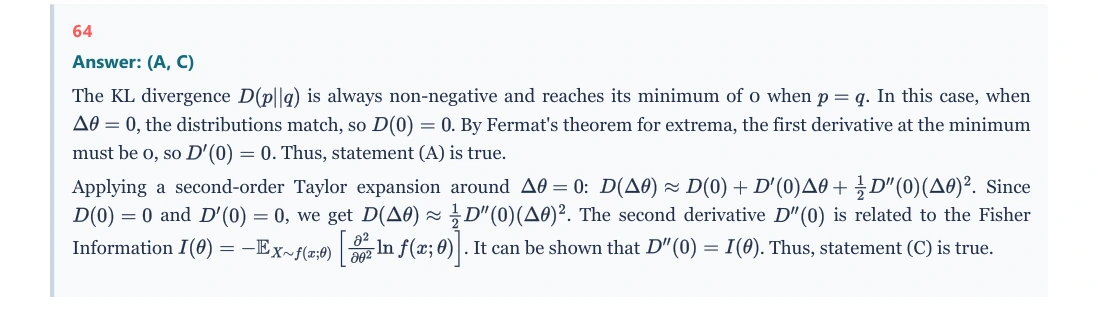 64
Answer: (A, C)
The KL divergence D(p||q) is always non-negative and reaches its minimum of 0 when p = q. In this case, when
Δθ = 0, the distributions match, so D(0) = 0. By Fermat's theorem for extrema, the first derivative at the minimum
must be 0, so D′(0) = 0. Thus, statement (A) is true.
Applying a second-order Taylor expansion around Δθ = 0: D(Δθ) ≈ D(0) + D′(0)Δθ + ½D″(0)(Δθ)². Since
D(0) = 0 and D′(0) = 0, we get D(Δθ) ≈ ½D″(0)(Δθ)². The second derivative D″(0) is related to the Fisher
Information I(θ) = −𝔼_{X∼f(x;θ)} [∂²/∂θ² ln f(x; θ)]. It can be shown that D″(0) = I(θ). Thus, statement (C) is true.